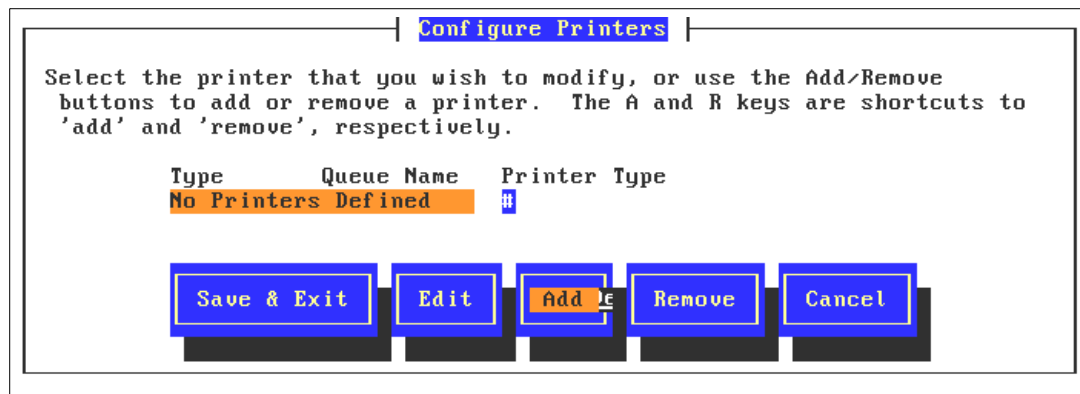 Configure Printers
Select the printer that you wish to modify, or use the Add/Remove
buttons to add or remove a printer. The A and R keys are shortcuts to
'add' and 'remove', respectively.
Type Queue Name Printer Type
No Printers Defined #
Save & Exit Edit Add Remove Cancel